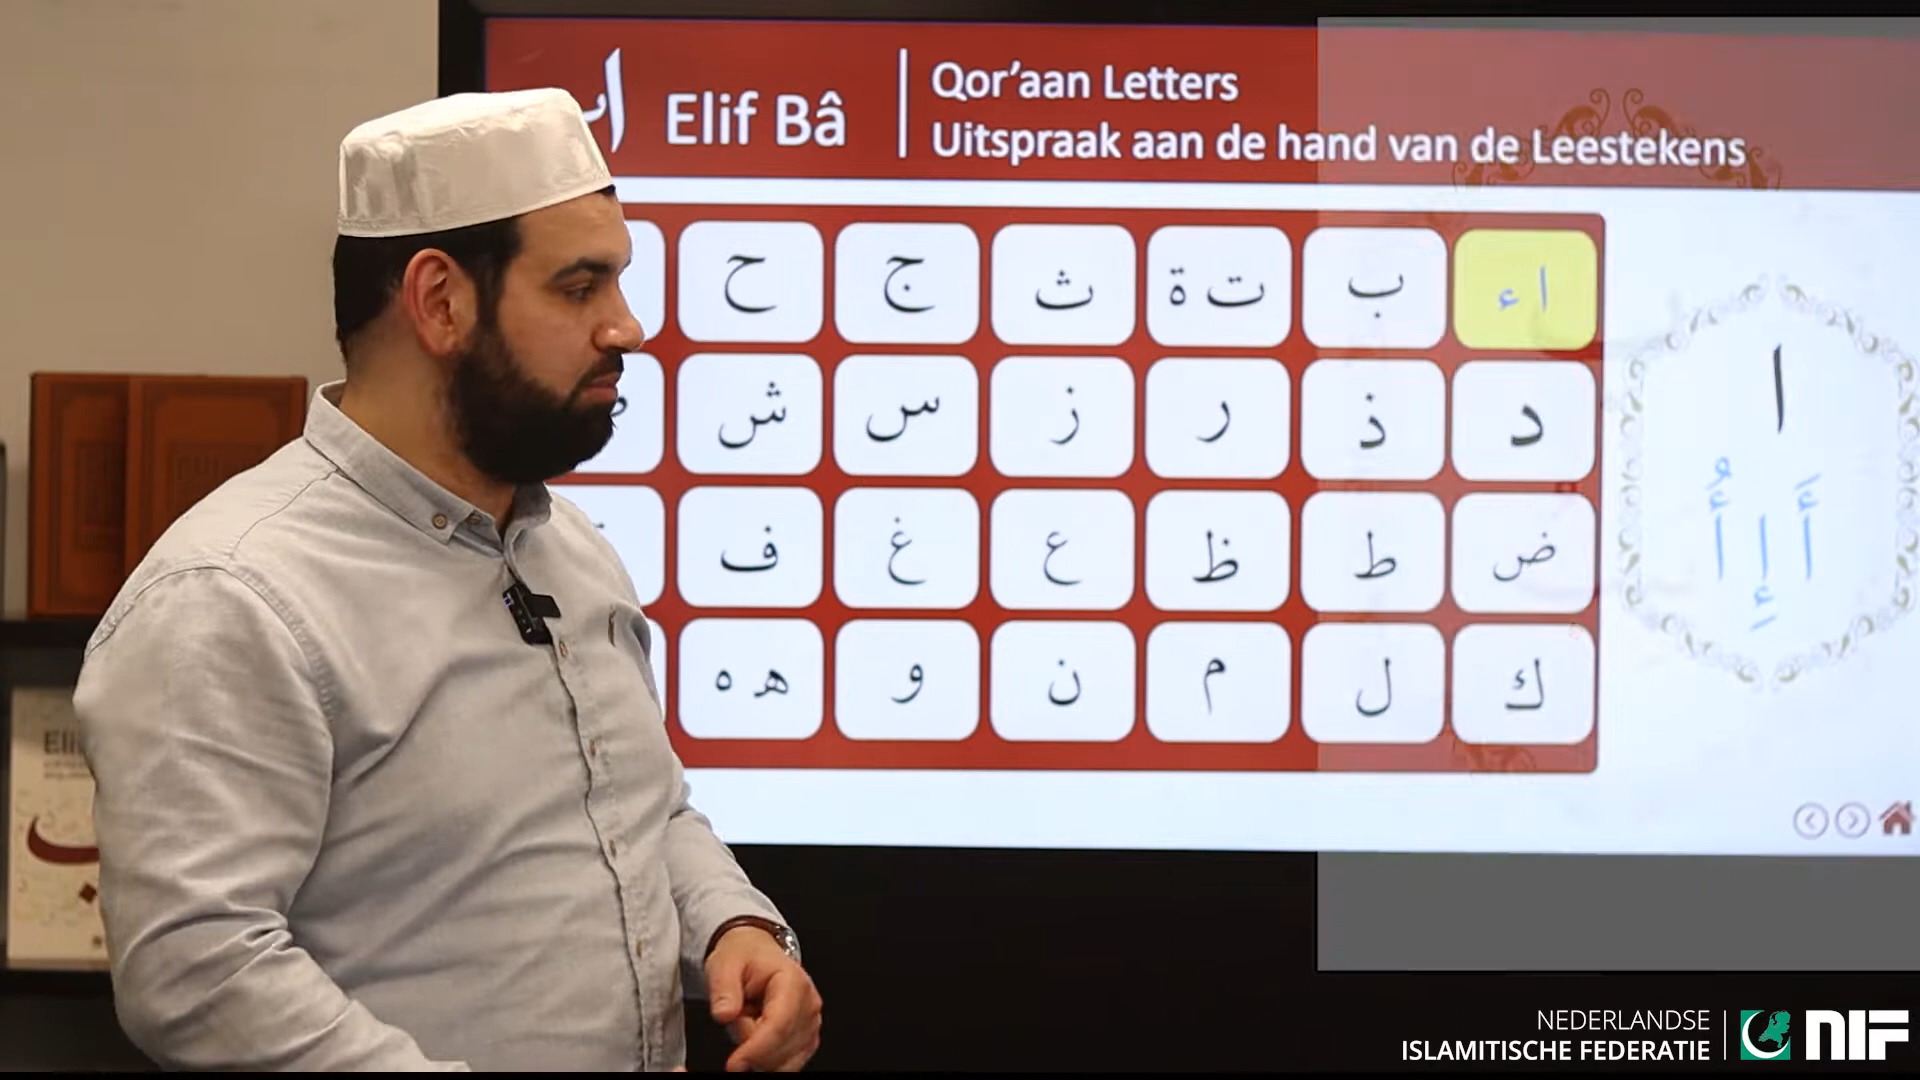 Elif Bâ
Qor'aan Letters
Uitspraak aan de hand van de Leestekens
ا ء
ب
ت ة
ث
ج
ح
د
ذ
ر
ز
س
ش
ض
ط
ظ
ع
غ
ف
ك
ل
م
ن
و
ه ه
ا
أَ إِ أُ
NEDERLANDSE
ISLAMITISCHE FEDERATIE
NIF